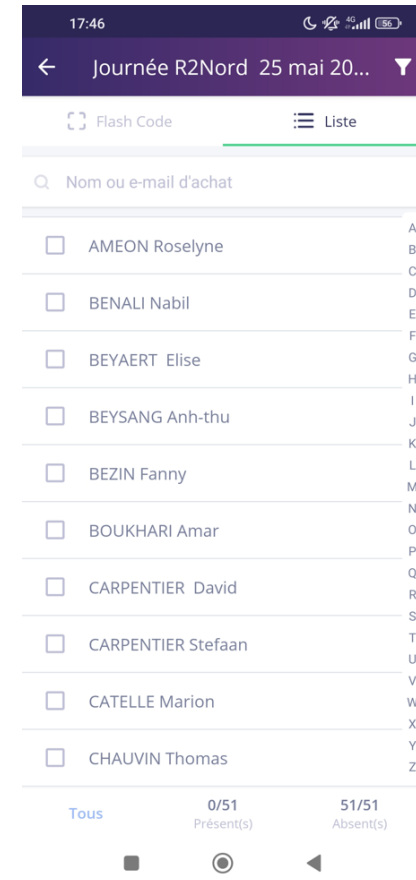 17:46
4G
56
Journée R2Nord 25 mai 20...
Flash Code
Liste
Nom ou e-mail d'achat
AMEON Roselyne
BENALI Nabil
BEYAERT Elise
BEYSANG Anh-thu
BEZIN Fanny
BOUKHARI Amar
CARPENTIER David
CARPENTIER Stefaan
CATELLE Marion
CHAUVIN Thomas
A
B
C
D
E
F
G
H
I
J
K
L
M
N
O
P
Q
R
S
T
U
V
W
X
Y
Z
Tous
0/51
Présent(s)
51/51
Absent(s)